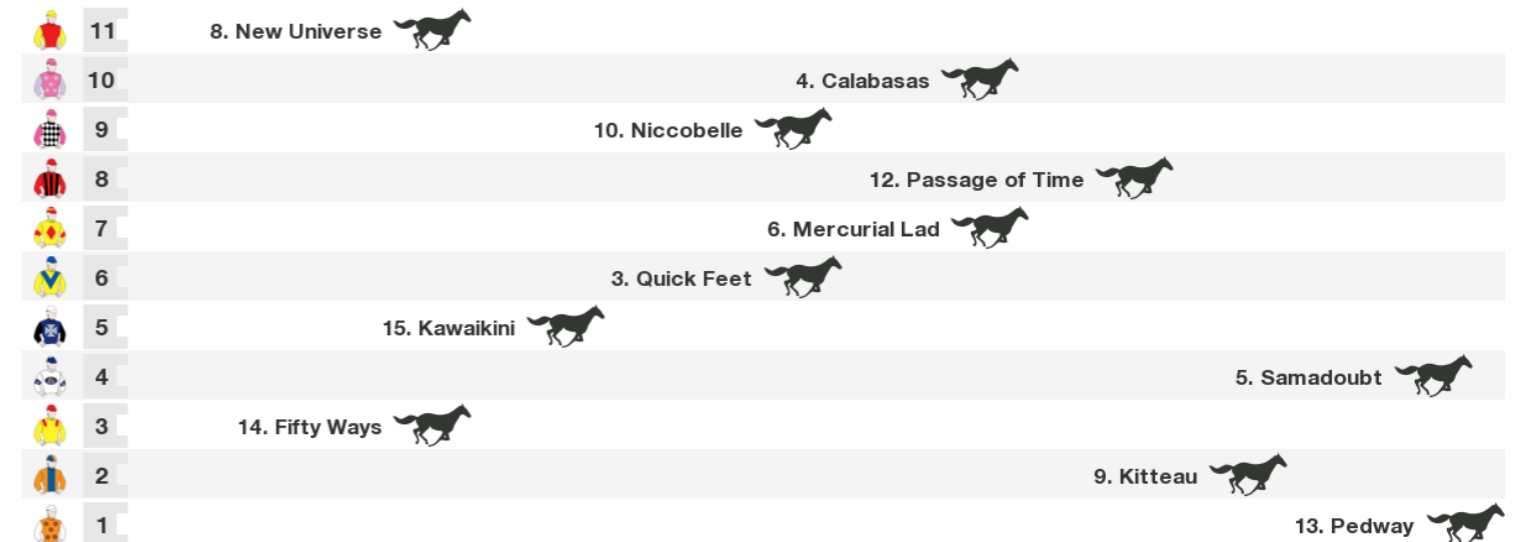 11 8. New Universe
10 4. Calabasas
9 10. Niccobelle
8 12. Passage of Time
7 6. Mercurial Lad
6 3. Quick Feet
5 15. Kawaikini
4 5. Samadoubt
3 14. Fifty Ways
2 9. Kitteau
1 13. Pedway